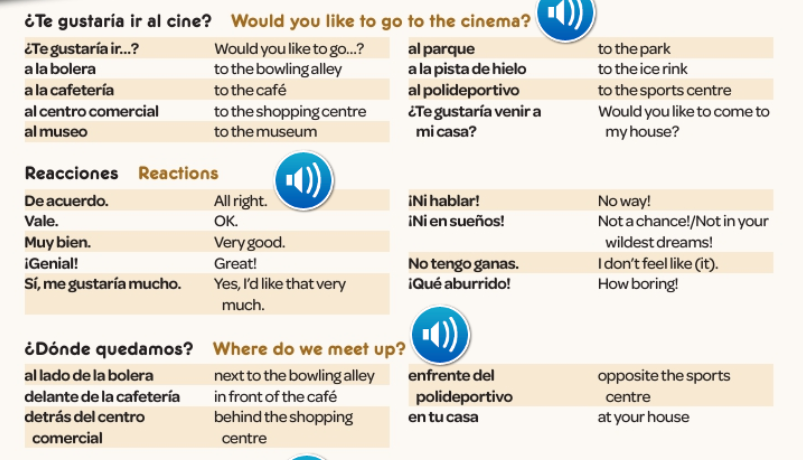 ¿Te gustaría ir al cine? Would you like to go to the cinema?
¿Te gustaría ir...? Would you like to go...?
a la bolera to the bowling alley
a la cafetería to the café
al centro comercial to the shopping centre
al museo to the museum
al parque to the park
a la pista de hielo to the ice rink
al polideportivo to the sports centre
¿Te gustaría venir a Would you like to come to
mi casa? my house?
Reacciones Reactions
De acuerdo. All right.
Vale. OK.
Muy bien. Very good.
¡Genial! Great!
Sí, me gustaría mucho. Yes, I'd like that very
much.
¡Ni hablar! No way!
¡Ni en sueños! Not a chance!/Not in your
wildest dreams!
No tengo ganas. I don't feel like (it).
¡Qué aburrido! How boring!
¿Dónde quedamos? Where do we meet up?
al lado de la bolera next to the bowling alley
delante de la cafetería in front of the café
detrás del centro behind the shopping
comercial centre
enfrente del opposite the sports
polideportivo centre
en tu casa at your house